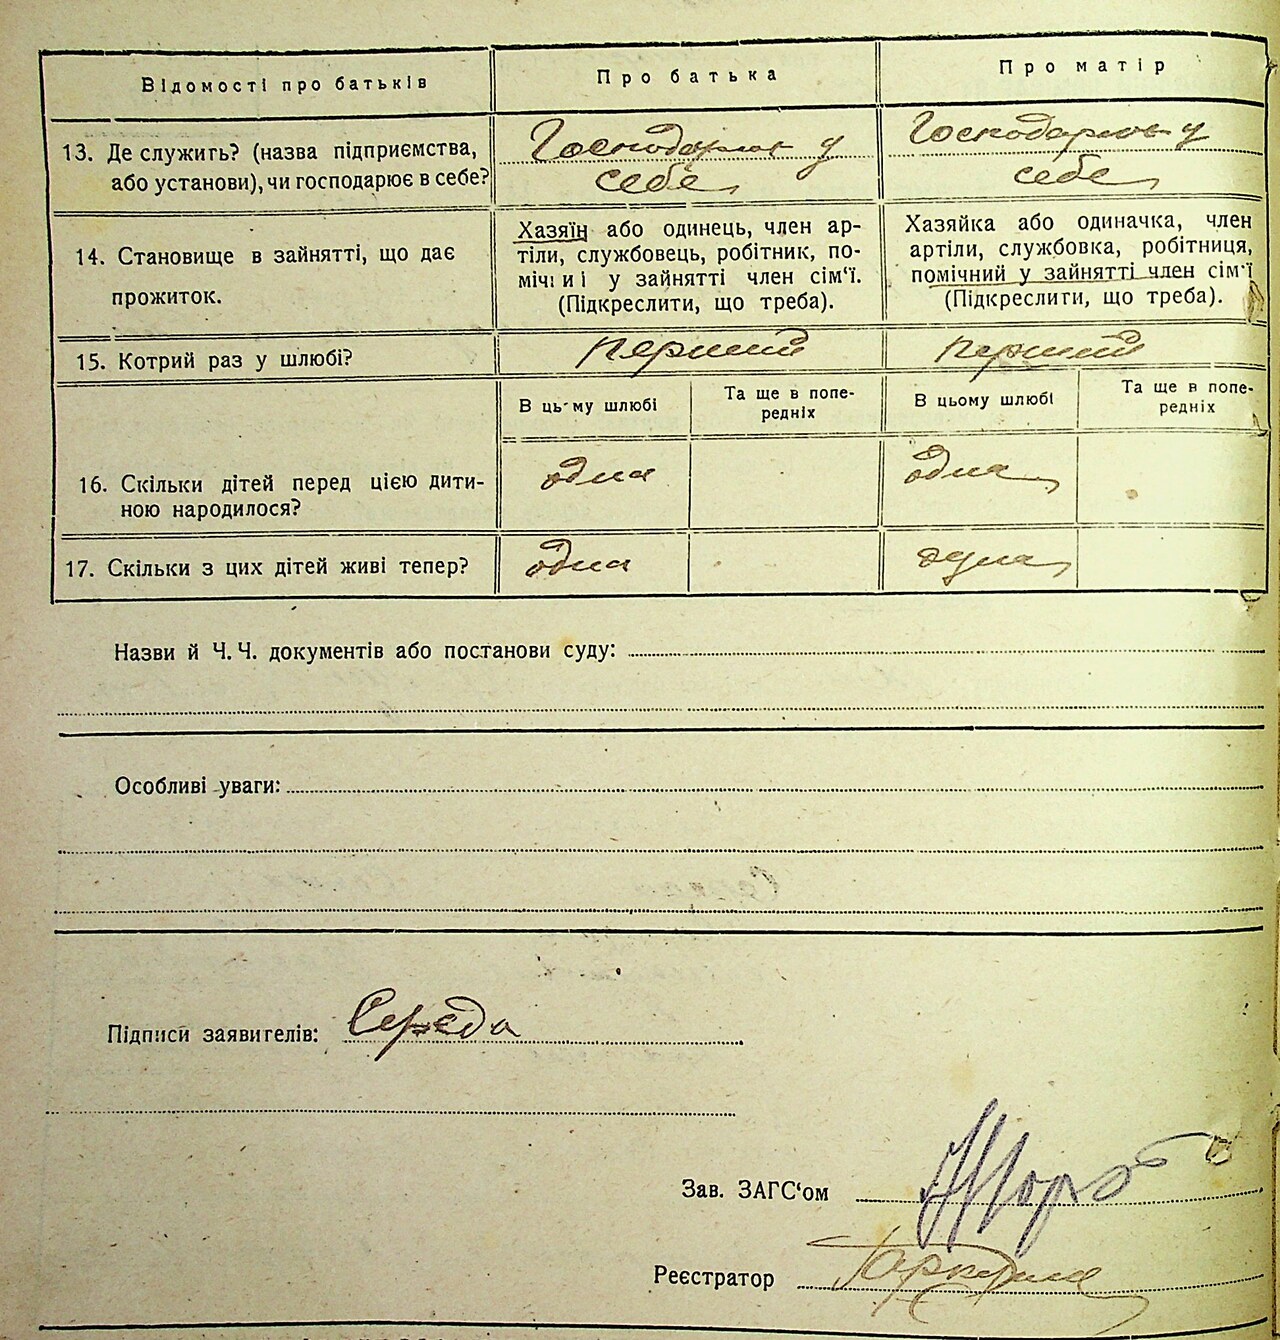 Відомості про батьків
Про батька
Про матір
13. Де служить? (назва підприємства,
або установи), чи господарює в себе?
Господарює у
себе
Господарює у
себе
14. Становище в зайнятті, що дає
прожиток.
Хазяїн або одинець, член ар-
тіли, службовець, робітник, по-
мічниі у зайнятті член сім‘ї.
(Підкреслити, що треба).
Хазяйка або одиначка, член
артіли, службовка, робітниця,
помічний у зайнятті член сім‘ї
(Підкреслити, що треба).
15. Котрий раз у шлюбі?
перший
перший
В цьому шлюбі
Та ще в попе-
редніх
В цьому шлюбі
Та ще в попе-
редніх
16. Скільки дітей перед цією дити-
ною народилося?
одна
одна
17. Скільки з цих дітей живі тепер?
одна
одна
Назви й Ч. Ч. документів або постанови суду:
Особливі уваги:
Підписи заявителів: Середа
Зав. ЗАГС‘ом
Реєстратор